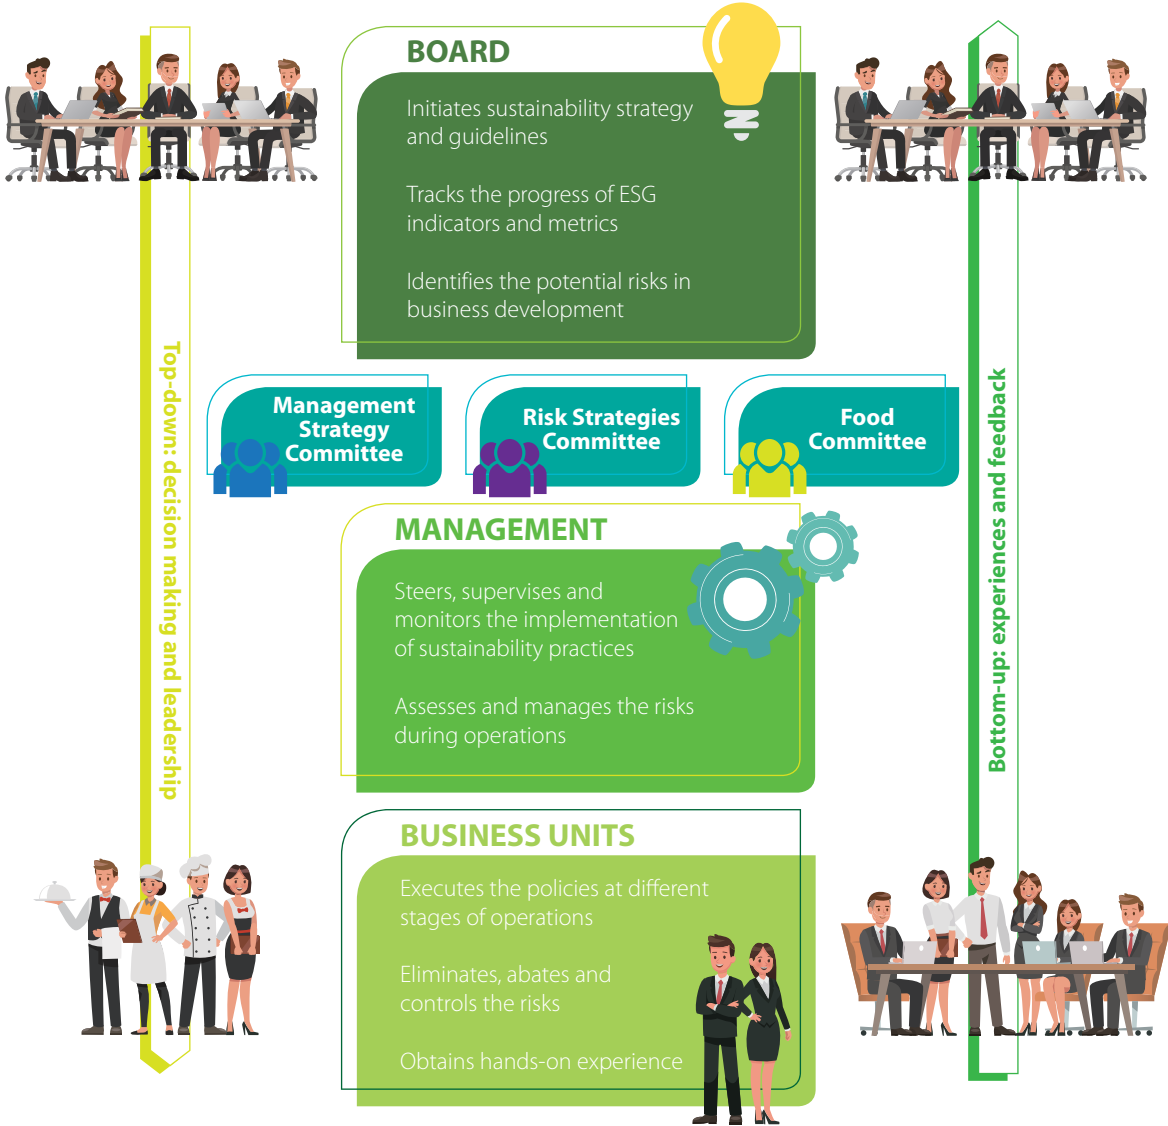 BOARD
Initiates sustainability strategy
and guidelines
Tracks the progress of ESG
indicators and metrics
Identifies the potential risks in
business development
Top-down: decision making and leadership
Management
Strategy
Committee
Risk Strategies
Committee
Food
Committee
Bottom-up: experiences and feedback
MANAGEMENT
Steers, supervises and
monitors the implementation
of sustainability practices
Assesses and manages the risks
during operations
BUSINESS UNITS
Executes the policies at different
stages of operations
Eliminates, abates and
controls the risks
Obtains hands-on experience